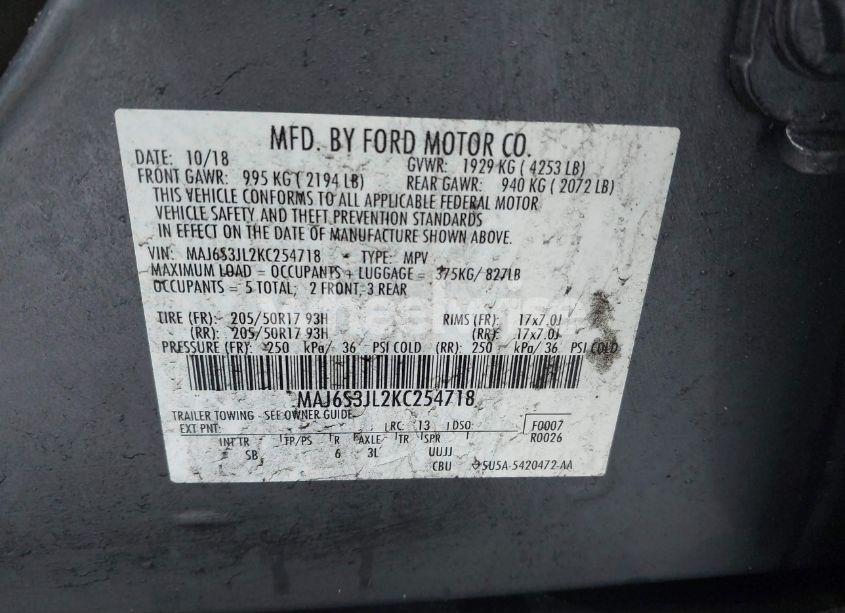 MFD. BY FORD MOTOR CO.
DATE: 10/18 GVWR: 1929 KG ( 4253 LB)
FRONT GAWR: 995 KG ( 2194 LB) REAR GAWR: 940 KG ( 2072 LB)
THIS VEHICLE CONFORMS TO ALL APPLICABLE FEDERAL MOTOR
VEHICLE SAFETY AND THEFT PREVENTION STANDARDS
IN EFFECT ON THE DATE OF MANUFACTURE SHOWN ABOVE.
VIN: MAJ6S3JL2KC254718 TYPE: MPV
MAXIMUM LOAD = OCCUPANTS + LUGGAGE = 375KG/ 827LB
OCCUPANTS = 5 TOTAL; 2 FRONT, 3 REAR
TIRE (FR): 205/50R17 93H RIMS (FR): 17x7.0J
(RR): 205/50R17 93H (RR): 17x7.0J
PRESSURE (FR): 250 kPa/ 36 PSI COLD (RR): 250 kPa/ 36 PSI COLD
MAJ6S3JL2KC254718
TRAILER TOWING - SEE OWNER GUIDE
EXT PNT: RC: 13 DSO: F0007
R0026
INT TR TP/PS R AXLE TR SPR UUJJ
SB 6 3L CBU 5U5A-5420472-AA